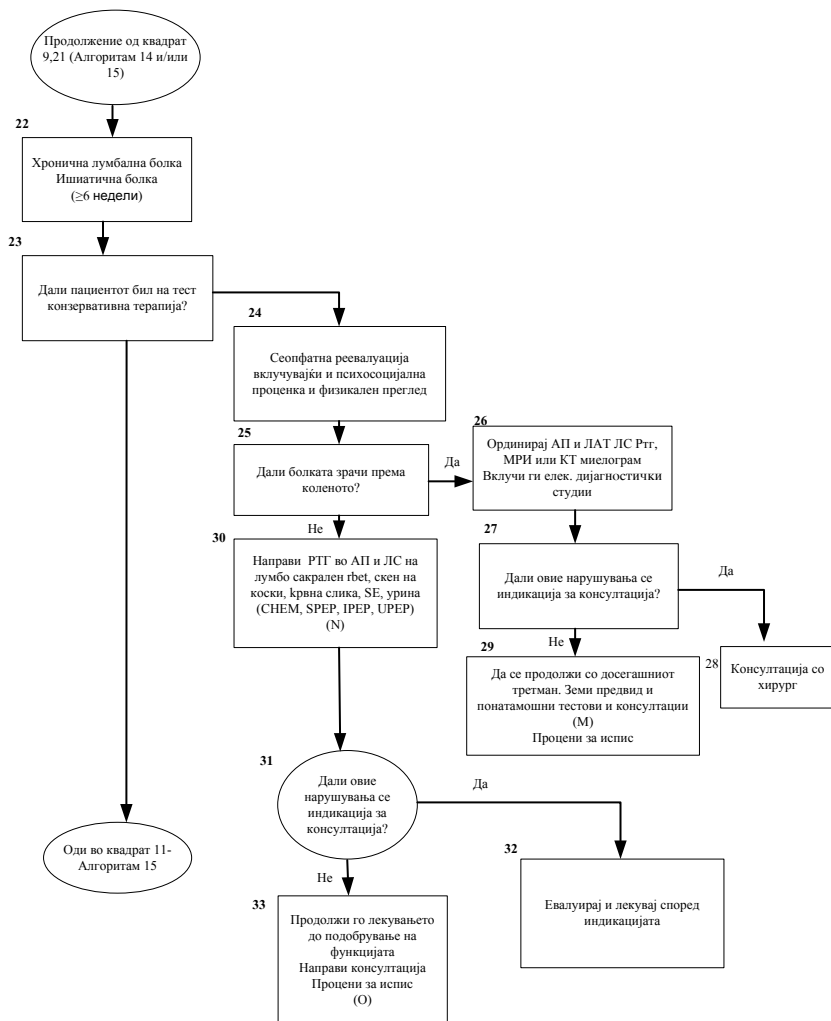 Продолжение од квадрат
9,21 (Алгоритам 14 и/или
15)
22
Хронична лумбална болка
Ишиатична болка
(≥6 недели)
23
Дали пациентот бил на тест
конзервативна терапија?
24
Сеопфатна реевалуација
вклучувајќи и психосоцијална
проценка и физикален преглед
25
Дали болката зрачи према
коленото?
Да
26
Ординирај АП и ЛАТ ЛС Ртг,
МРИ или КТ миелограм
Вклучи ги елек. дијагностички
студии
Не
30
Направи РТГ во АП и ЛС на
лумбо сакрален rbet, скен на
коски, kрвна слика, SE, урина
(CHEM, SPEP, IPEP, UPEP)
(N)
27
Дали овие нарушувања се
индикација за консултација?
Да
Не
28
Консултација со
хирург
29
Да се продолжи со досегашниот
третман. Земи предвид и
понатамошни тестови и консултации
(М)
Процени за испис
31
Дали овие
нарушувања се
индикација за
консултација?
Да
Оди во квадрат 11-
Алгоритам 15
Не
32
Евалуирај и лекувај според
индикацијата
33
Продолжи го лекувањето
до подобрување на
функцијата
Направи консултација
Процени за испис
(О)